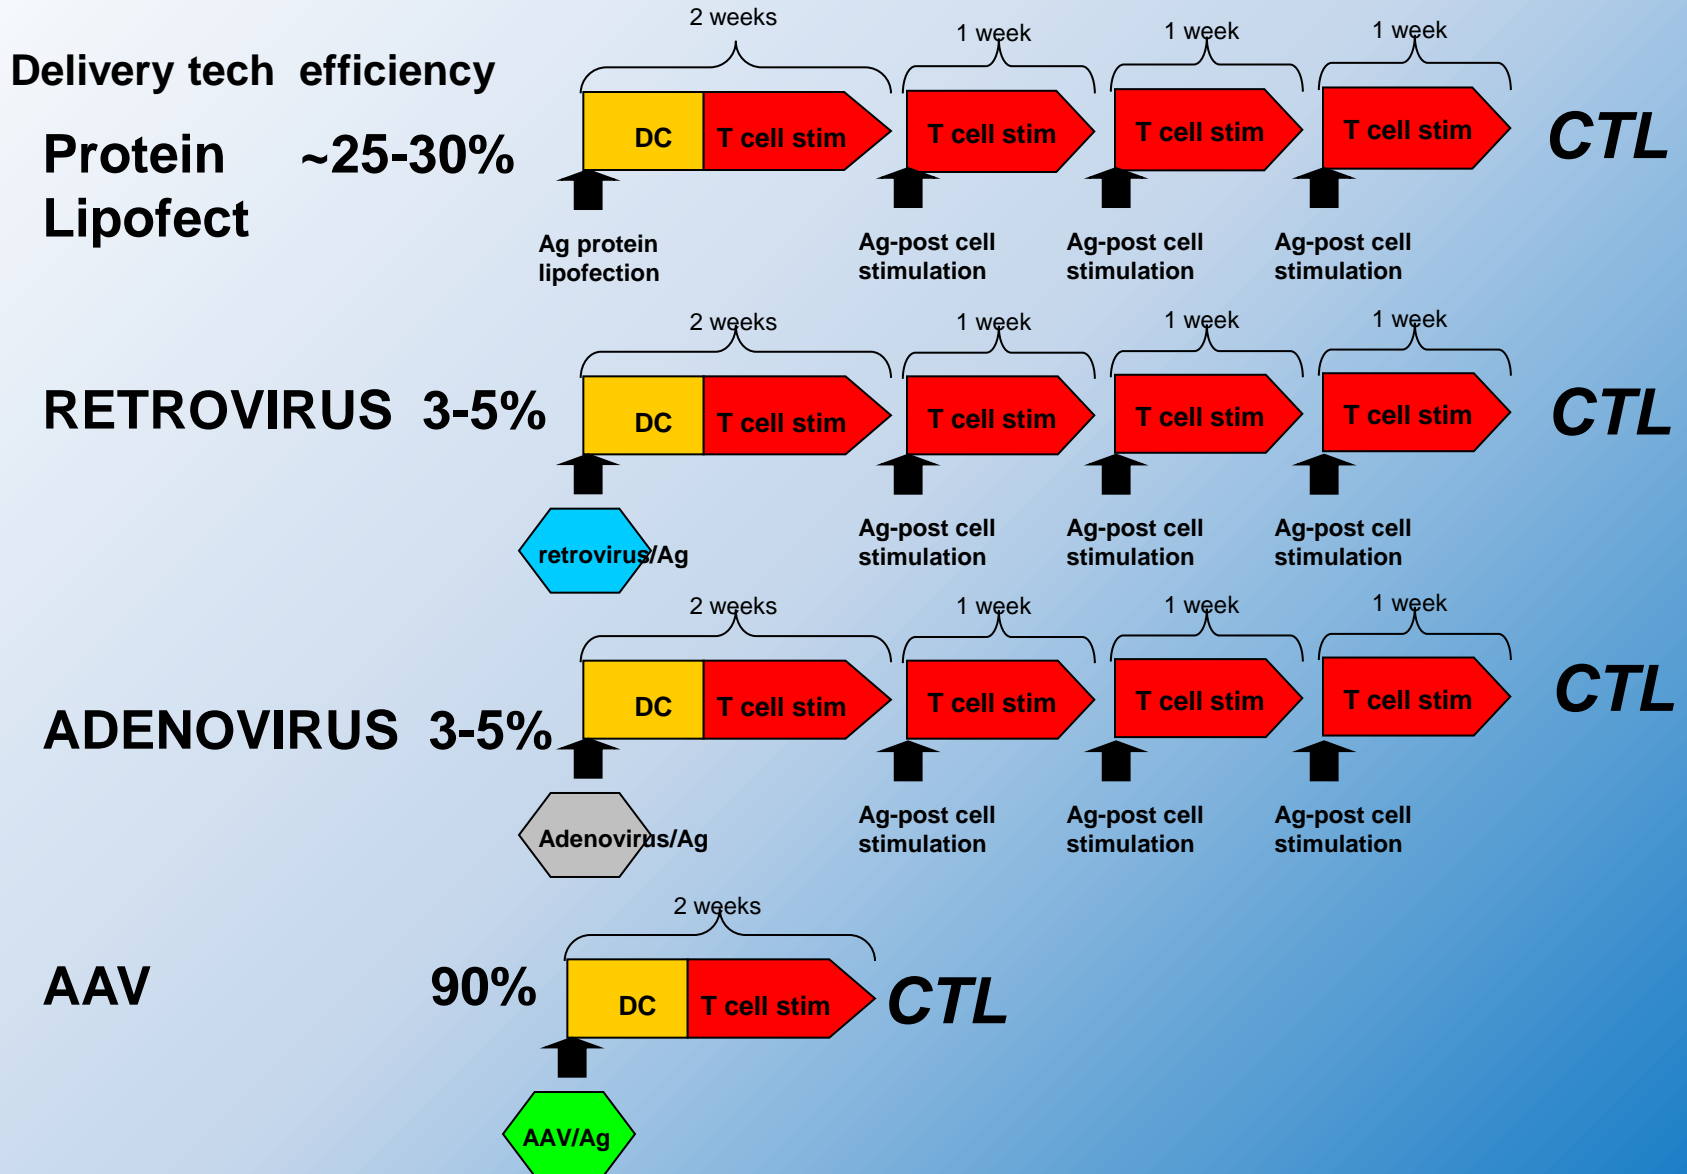 2 weeks
1 week
1 week
1 week
Delivery tech efficiency
DC
T cell stim
T cell stim
T cell stim
T cell stim
CTL
Protein ~25-30%
Lipofect
Ag protein
lipofection
Ag-post cell
stimulation
Ag-post cell
stimulation
Ag-post cell
stimulation
2 weeks
1 week
1 week
1 week
RETROVIRUS 3-5%
DC
T cell stim
T cell stim
T cell stim
T cell stim
CTL
retrovirus/Ag
Ag-post cell
stimulation
Ag-post cell
stimulation
Ag-post cell
stimulation
2 weeks
1 week
1 week
1 week
ADENOVIRUS 3-5%
DC
T cell stim
T cell stim
T cell stim
T cell stim
CTL
Adenovirus/Ag
Ag-post cell
stimulation
Ag-post cell
stimulation
Ag-post cell
stimulation
2 weeks
AAV 90%
DC
T cell stim
CTL
AAV/Ag